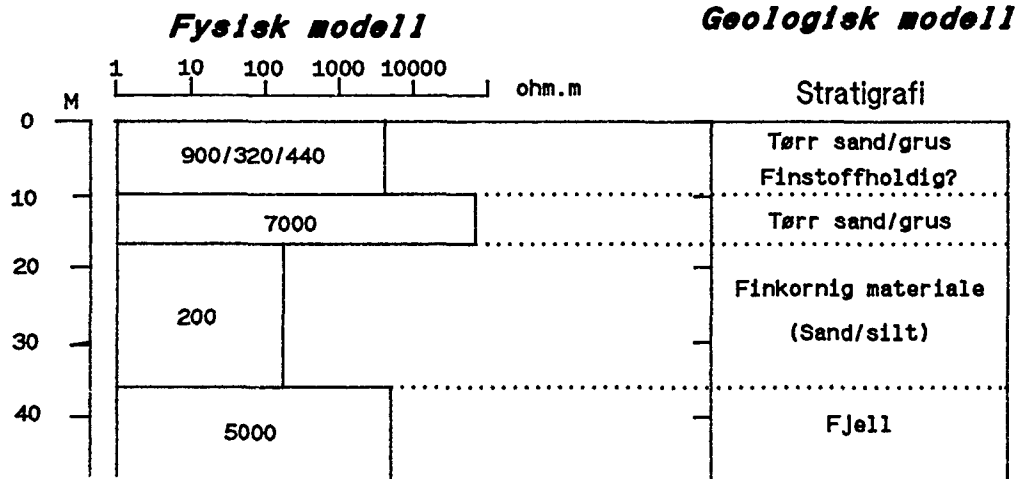 Fysisk modell
Geologisk modell
1 10 100 1000 10000
ohm.m
M
Stratigrafi
0
900/320/440
Tørr sand/grus
Finstoffholdig?
10
7000
Tørr sand/grus
20
Finkornig materiale
200
(Sand/silt)
30
40
5000
Fjell